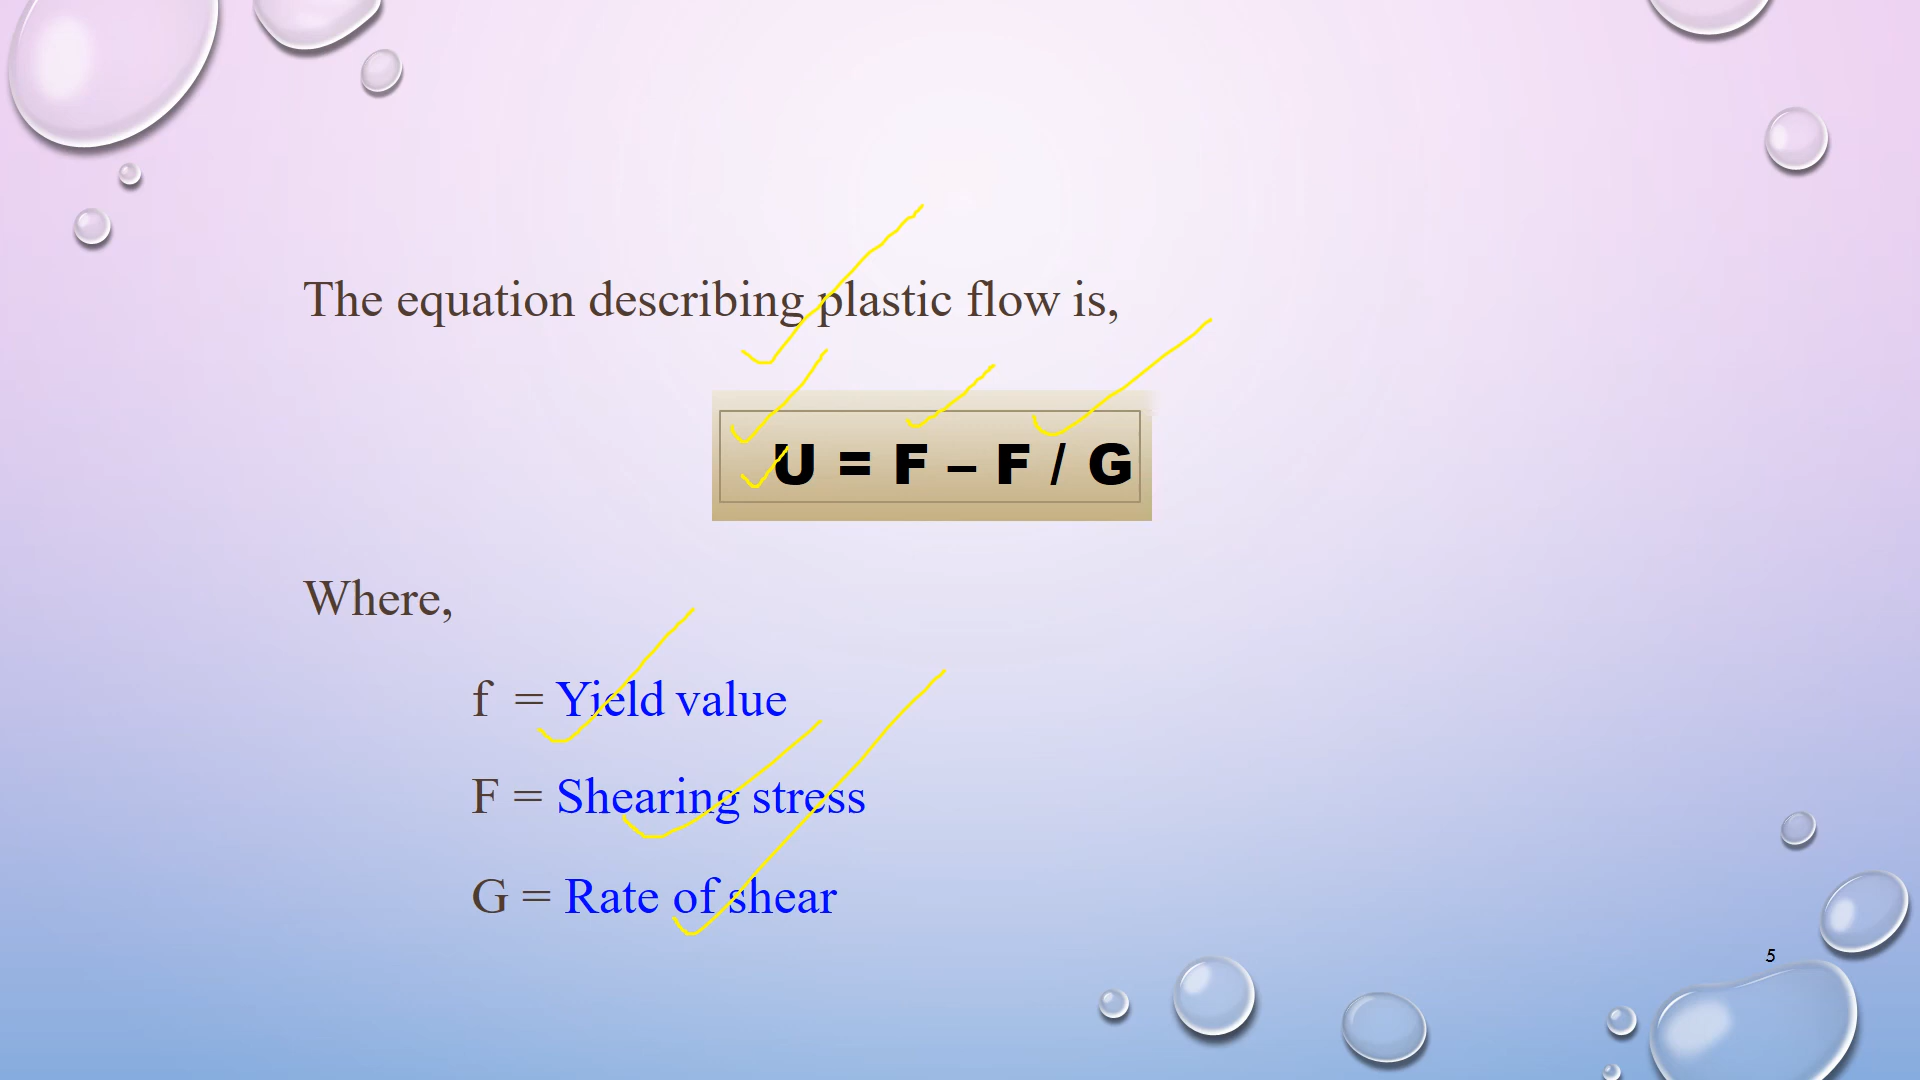 The equation describing plastic flow is,
U = F – F / G
Where,
f = Yield value
F = Shearing stress
G = Rate of shear
5